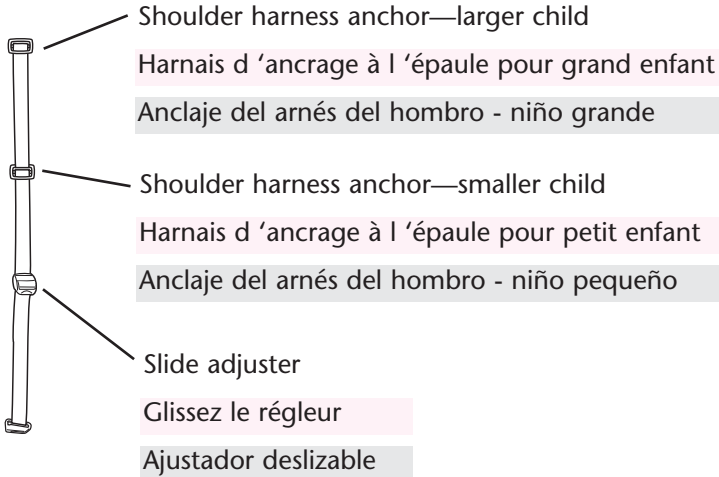 Shoulder harness anchor—larger child
Harnais d ‘ancrage à l ‘épaule pour grand enfant
Anclaje del arnés del hombro - niño grande
Shoulder harness anchor—smaller child
Harnais d ‘ancrage à l ‘épaule pour petit enfant
Anclaje del arnés del hombro - niño pequeño
Slide adjuster
Glissez le régleur
Ajustador deslizable